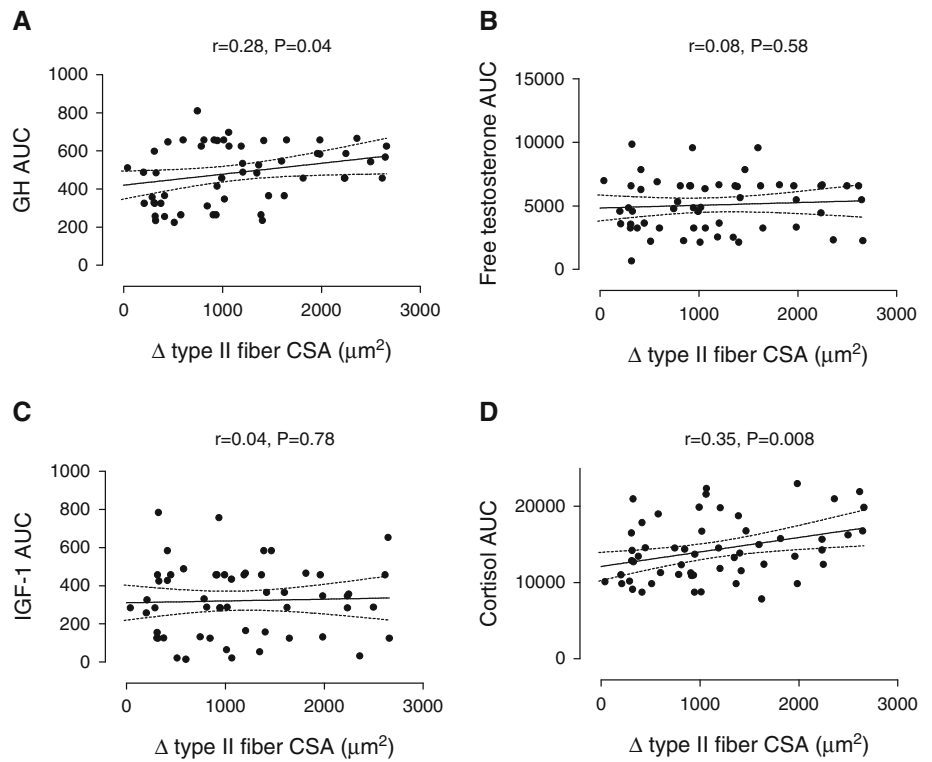 A
r=0.28, P=0.04
GH AUC
1000
800
600
400
200
0
0 1000 2000 3000
Δ type II fiber CSA (μm²)
B
r=0.08, P=0.58
Free testosterone AUC
15000
10000
5000
0
0 1000 2000 3000
Δ type II fiber CSA (μm²)
C
r=0.04, P=0.78
IGF-1 AUC
1000
800
600
400
200
0
0 1000 2000 3000
Δ type II fiber CSA (μm²)
D
r=0.35, P=0.008
Cortisol AUC
20000
10000
0
0 1000 2000 3000
Δ type II fiber CSA (μm²)